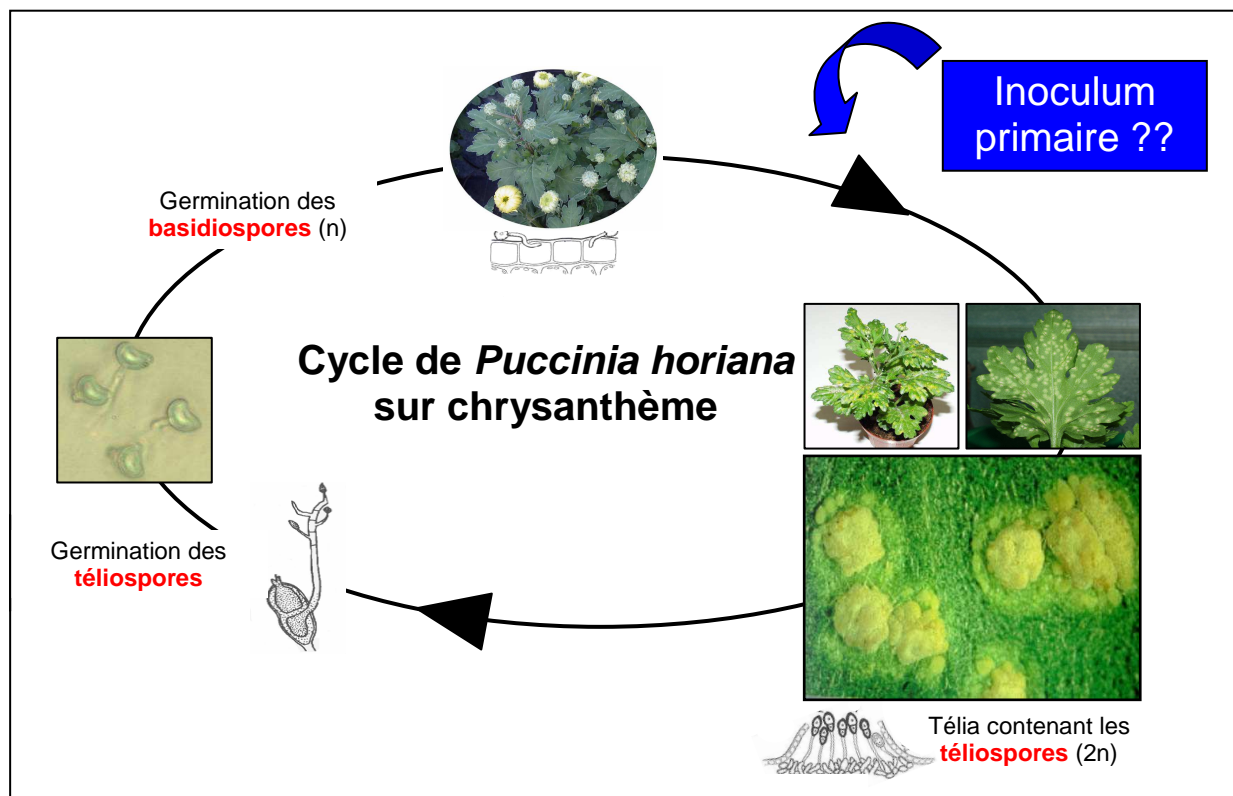 Inoculum
primaire ??
Germination des
basidiospores (n)
Cycle de Puccinia horiana
sur chrysanthème
Germination des
téliospores
Télia contenant les
téliospores (2n)